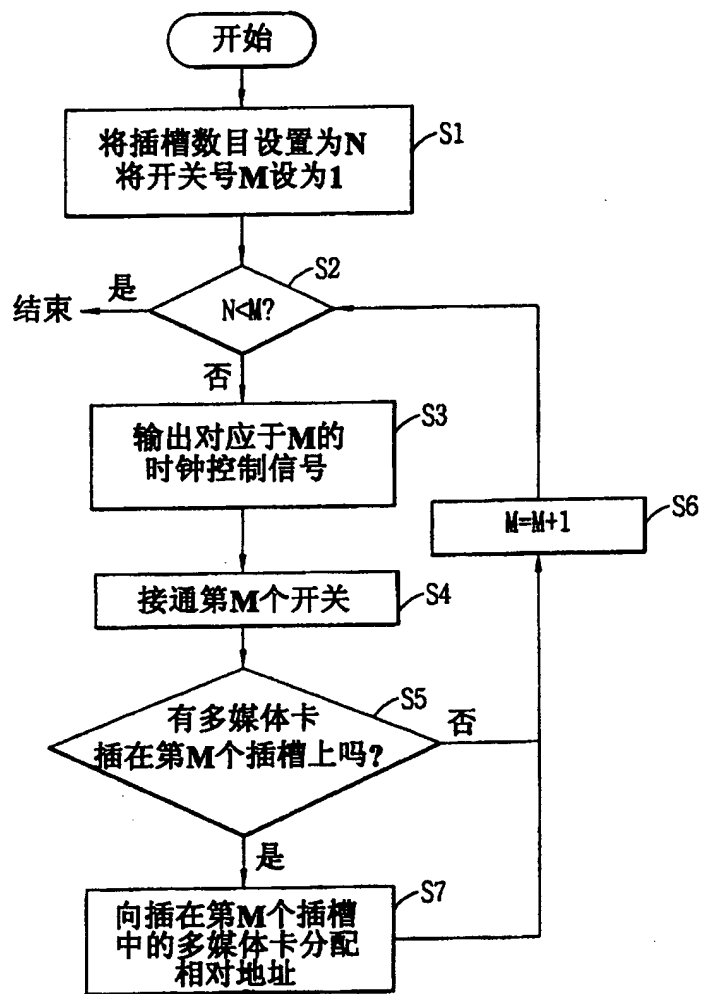 开始
将插槽数目设置为N
将开关号M设为1
S1
S2
是
结束
N<M?
否
S3
输出对应于M的
时钟控制信号
S6
M=M+1
接通第M个开关
S4
S5
有多媒体卡
插在第M个插槽上吗?
否
是
S7
向插在第M个插槽
中的多媒体卡分配
相对地址